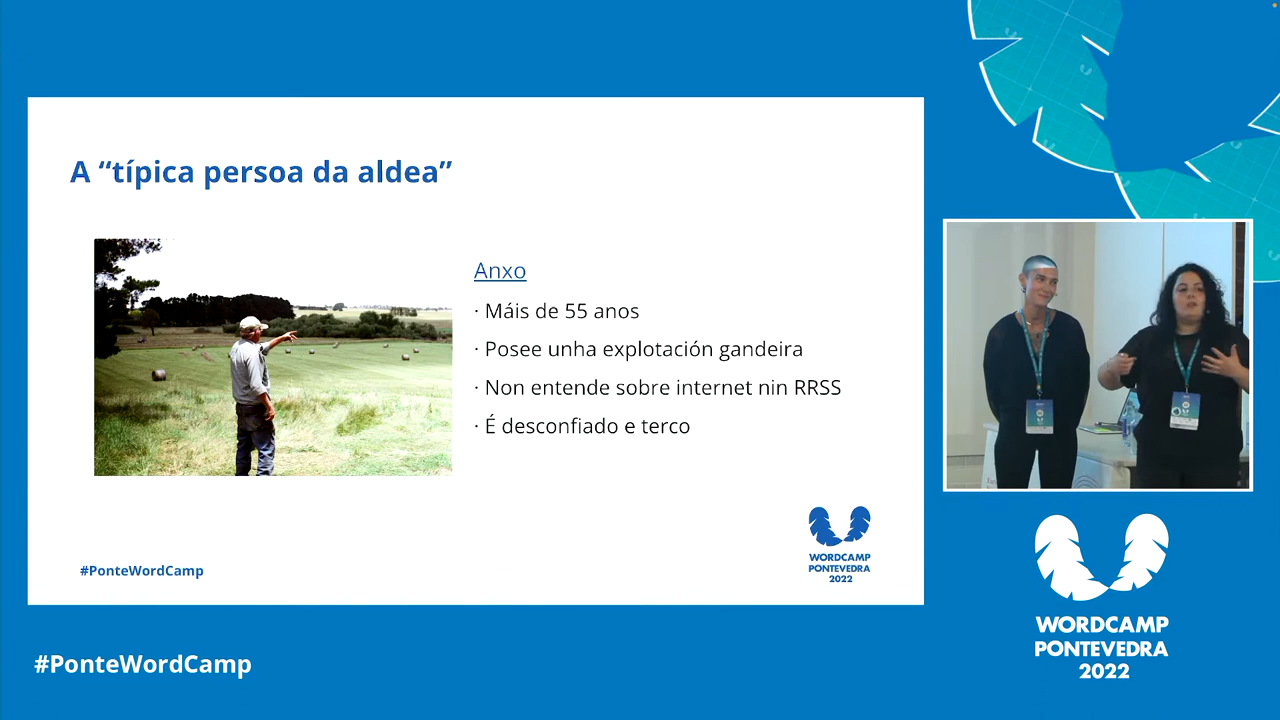 A “típica persoa da aldea”
Anxo
· Máis de 55 anos
· Posee unha explotación gandeira
· Non entende sobre internet nin RRSS
· É desconfiado e terco
#PonteWordCamp
WORDCAMP
PONTEVEDRA
2022
#PonteWordCamp
WORDCAMP
PONTEVEDRA
2022